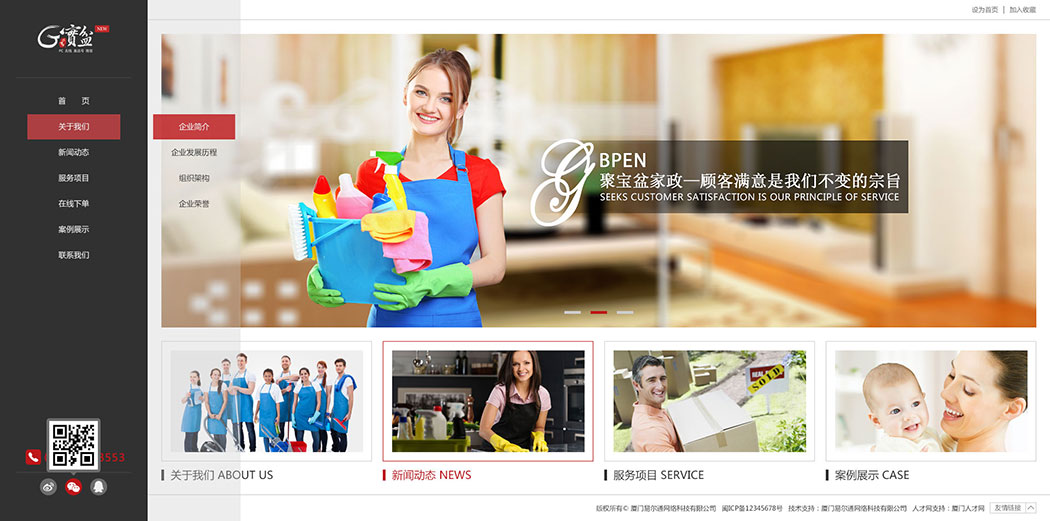 设为首页 | 加入收藏
寶盆
NEW
首 页
关于我们
新闻动态
服务项目
在线下单
案例展示
联系我们
企业简介
企业发展历程
组织架构
企业荣誉
G BPEN
聚宝盆家政—顾客满意是我们不变的宗旨
SEEKS CUSTOMER SATISFACTION IS OUR PRINCIPLE OF SERVICE
SOLD
3553
关于我们 ABOUT US
新闻动态 NEWS
服务项目 SERVICE
案例展示 CASE
版权所有© 厦门易尔通网络科技有限公司 闽ICP备12345678号 技术支持：厦门易尔通网络科技有限公司 人才网支持：厦门人才网
友情链接